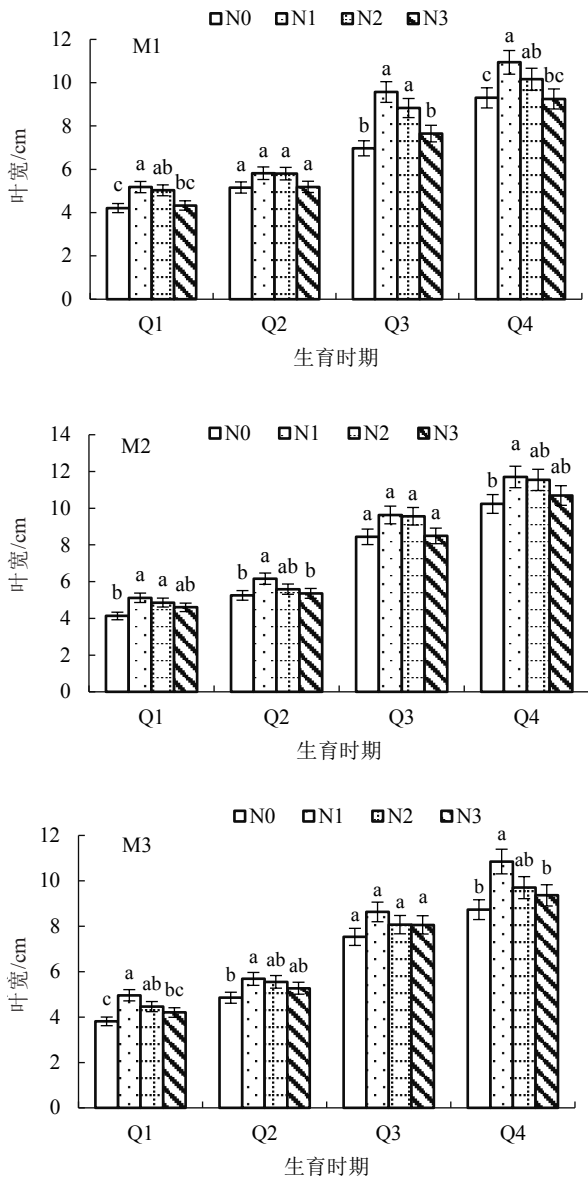 □N0 □N1 □N2 ■N3
M1
叶宽/cm
12
10
8
6
4
2
0
c a ab bc
a a a a
b a a b
c a ab bc
Q1 Q2 Q3 Q4
生育时期
M2
□N0 □N1 □N2 ■N3
叶宽/cm
14
12
10
8
6
4
2
0
b a a ab
b a ab b
a a a a
b a ab ab
Q1 Q2 Q3 Q4
生育时期
□N0 □N1 □N2 ■N3
M3
叶宽/cm
12
10
8
6
4
2
0
c a ab bc
b a ab ab
a a a a
b a ab b
Q1 Q2 Q3 Q4
生育时期